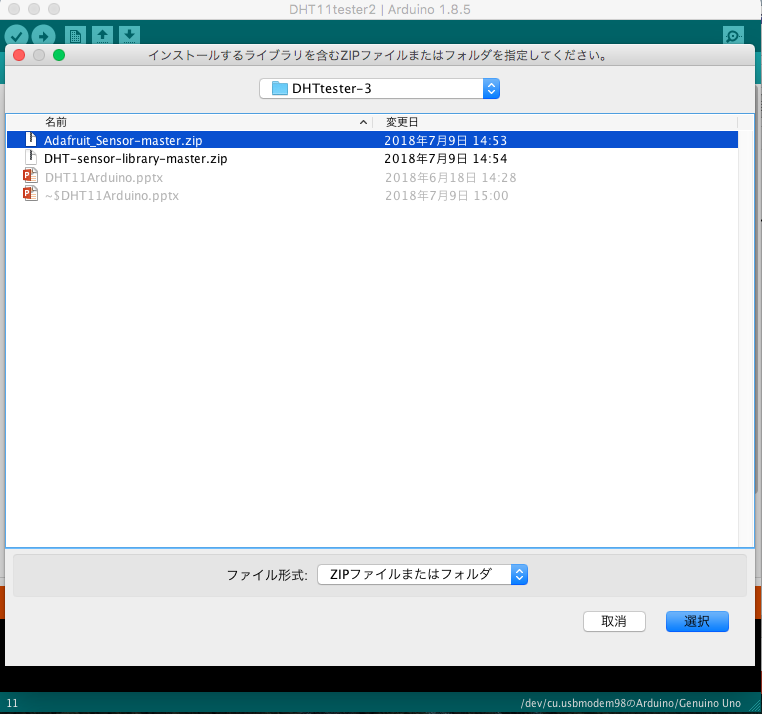 DHT11tester2 | Arduino 1.8.5
インストールするライブラリを含むZIPファイルまたはフォルダを指定してください。
DHTtester-3
名前 変更日
Adafruit_Sensor-master.zip 2018年7月9日 14:53
DHT-sensor-library-master.zip 2018年7月9日 14:54
DHT11Arduino.pptx 2018年6月18日 14:28
~$DHT11Arduino.pptx 2018年7月9日 15:00
ファイル形式: ZIPファイルまたはフォルダ
取消 選択
11 /dev/cu.usbmodem98のArduino/Genuino Uno